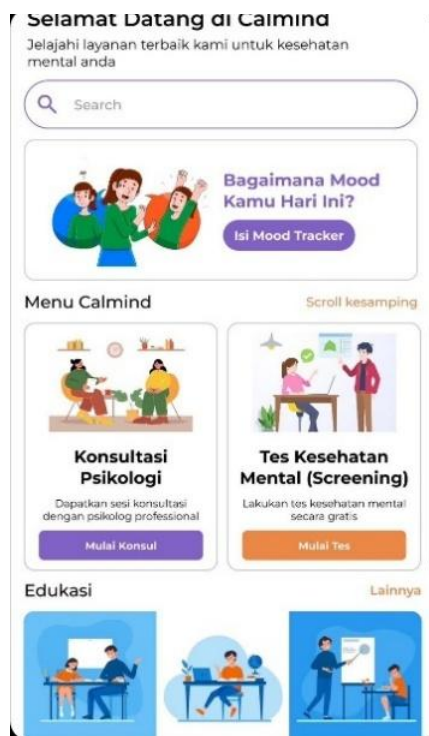 Selamat Datang di Calmind
Jelajahi layanan terbaik kami untuk kesehatan
mental anda
Search
Bagaimana Mood
Kamu Hari Ini?
Isi Mood Tracker
Menu Calmind
Scroll kesamping
Konsultasi
Psikologi
Dapatkan sesi konsultasi
dengan psikolog professional
Mulai Konsul
Tes Kesehatan
Mental (Screening)
Lakukan tes kesehatan mental
secara gratis
Mulai Tes
Edukasi
Lainnya